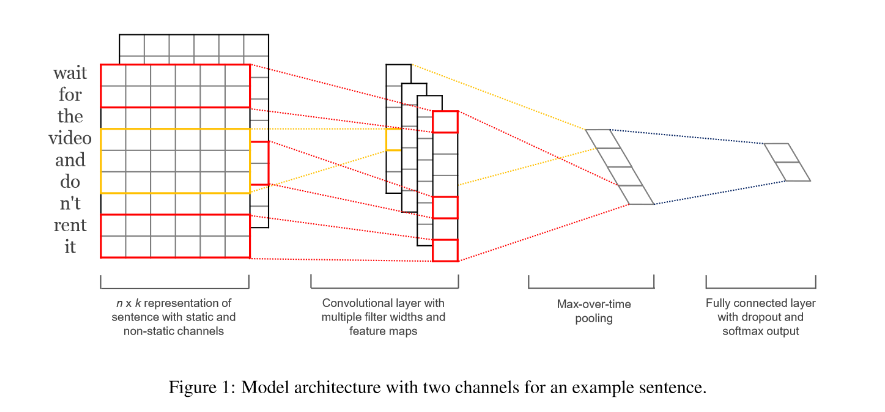 wait
for
the
video
and
do
n't
rent
it
n x k representation of
sentence with static and
non-static channels
Convolutional layer with
multiple filter widths and
feature maps
Max-over-time
pooling
Fully connected layer
with dropout and
softmax output
Figure 1: Model architecture with two channels for an example sentence.